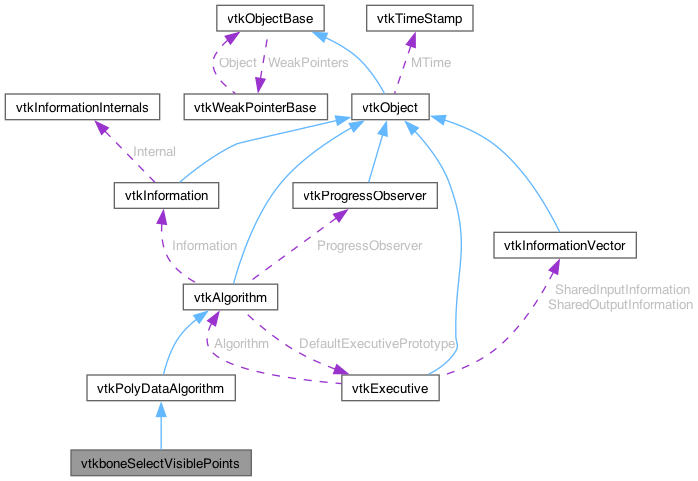 vtkObjectBase
vtkTimeStamp
Object
WeakPointers
MTime
vtkInformationInternals
vtkWeakPointerBase
vtkObject
Internal
vtkInformation
vtkProgressObserver
Information
ProgressObserver
vtkInformationVector
vtkAlgorithm
SharedInputInformation
SharedOutputInformation
Algorithm
DefaultExecutivePrototype
vtkPolyDataAlgorithm
vtkExecutive
vtkboneSelectVisiblePoints